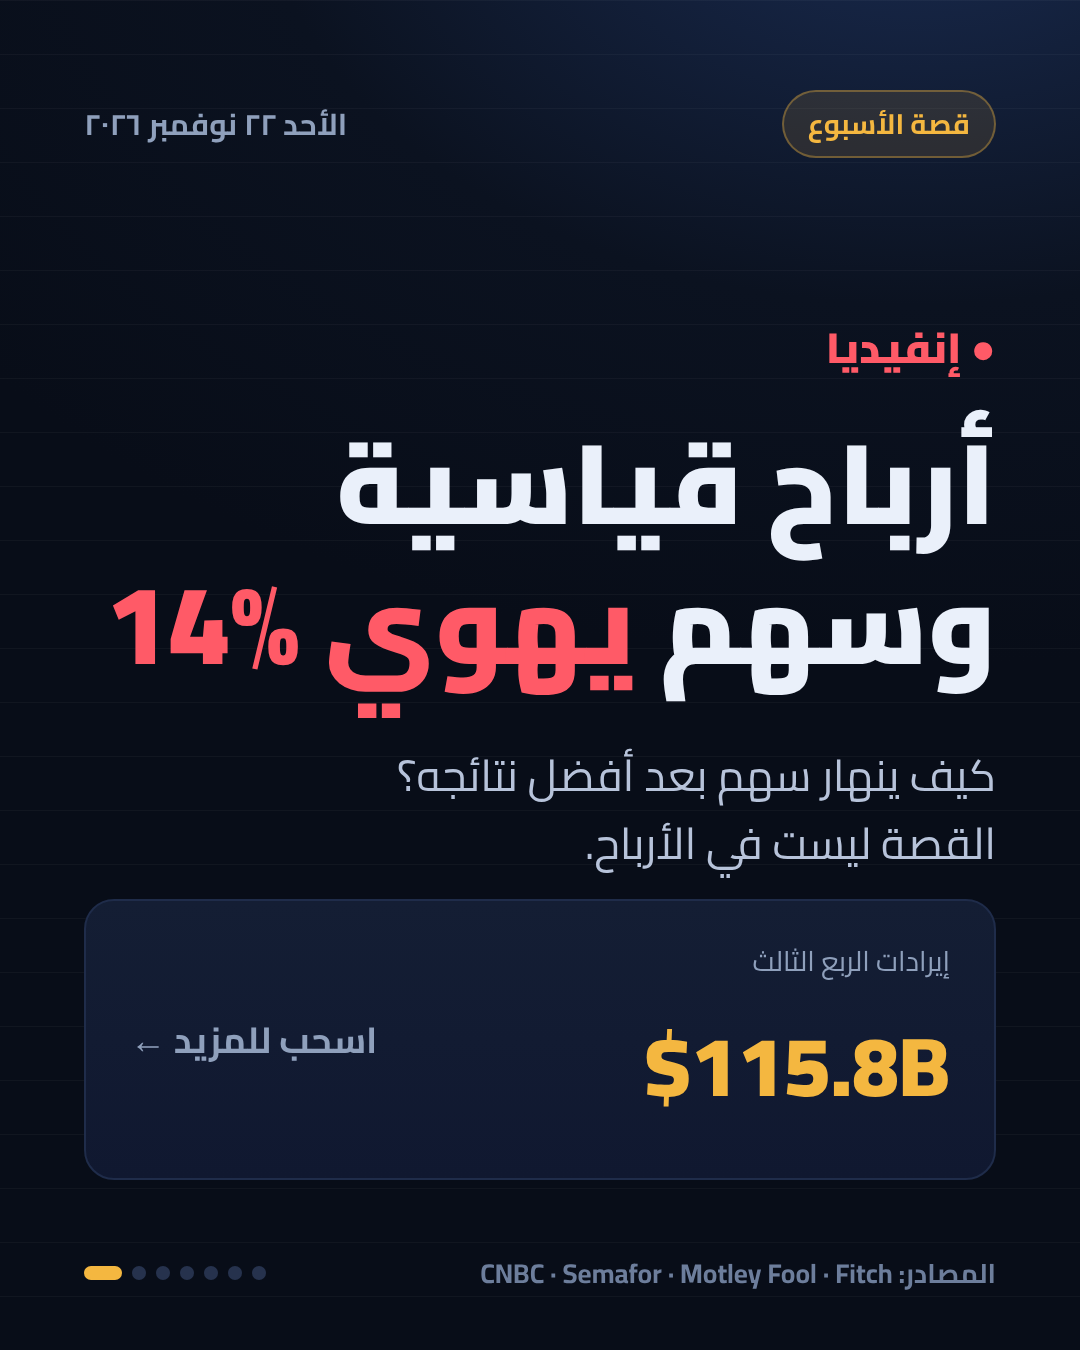 قصة الأسبوع
الأحد ٢٢ نوفمبر ٢٠٢٦
• إنفيديا
أرباح قياسية
وسهم يهوي 14%
كيف ينهار سهم بعد أفضل نتائجه؟
القصة ليست في الأرباح.
إيرادات الربع الثالث
$115.8B
اسحب للمزيد ←
المصادر: CNBC · Semafor · Motley Fool · Fitch